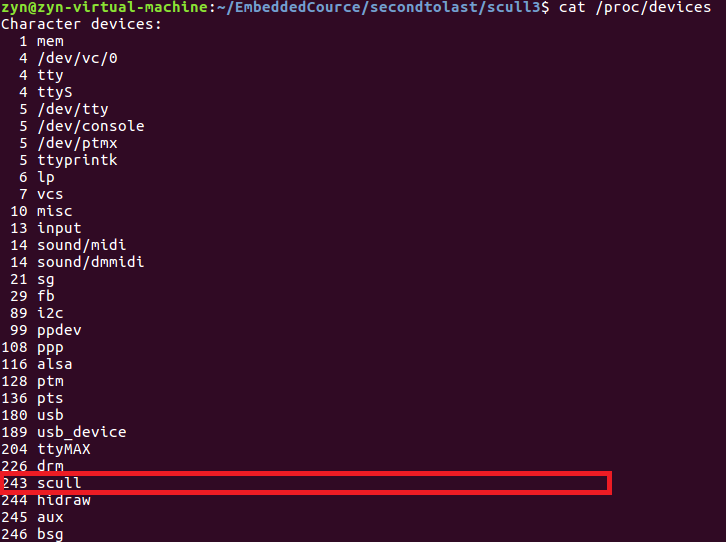 zyn@zyn-virtual-machine:~/EmbeddedCource/secondtolast/scull3$ cat /proc/devices
Character devices:
  1 mem
  4 /dev/vc/0
  4 tty
  4 ttyS
  5 /dev/tty
  5 /dev/console
  5 /dev/ptmx
  5 ttyprintk
  6 lp
  7 vcs
 10 misc
 13 input
 14 sound/midi
 14 sound/dmmidi
 21 sg
 29 fb
 89 i2c
 99 ppdev
108 ppp
116 alsa
128 ptm
136 pts
180 usb
189 usb_device
204 ttyMAX
226 drm
243 scull
244 hidraw
245 aux
246 bsg